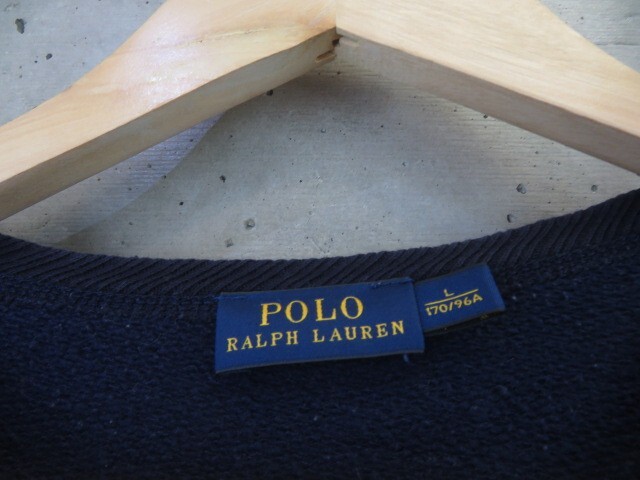 POLO
RALPH LAUREN
L
170/96A